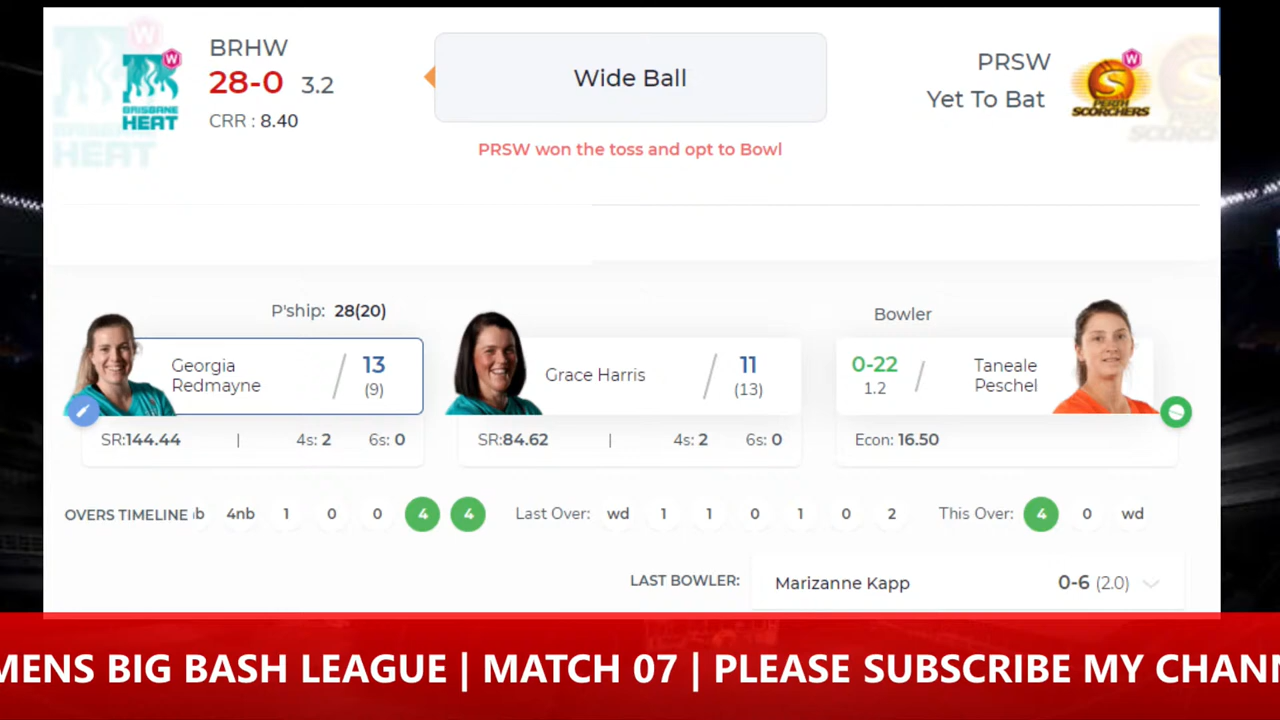 BRHW
28-0 3.2
CRR : 8.40
BRISBANE
HEAT
W
Wide Ball
PRSW won the toss and opt to Bowl
PRSW
Yet To Bat
W
PERTH
SCORCHERS
P'ship: 28(20)
Georgia
Redmayne
/
13
(9)
SR:144.44 | 4s: 2 6s: 0
Grace Harris / 11
(13)
SR:84.62 | 4s: 2 6s: 0
Bowler
0-22
1.2
/
Taneale
Peschel
Econ: 16.50
OVERS TIMELINE b 4nb 1 0 0 4 4 Last Over: wd 1 1 0 1 0 2 This Over: 4 0 wd
LAST BOWLER: Marizanne Kapp 0-6 (2.0)
MENS BIG BASH LEAGUE | MATCH 07 | PLEASE SUBSCRIBE MY CHANN